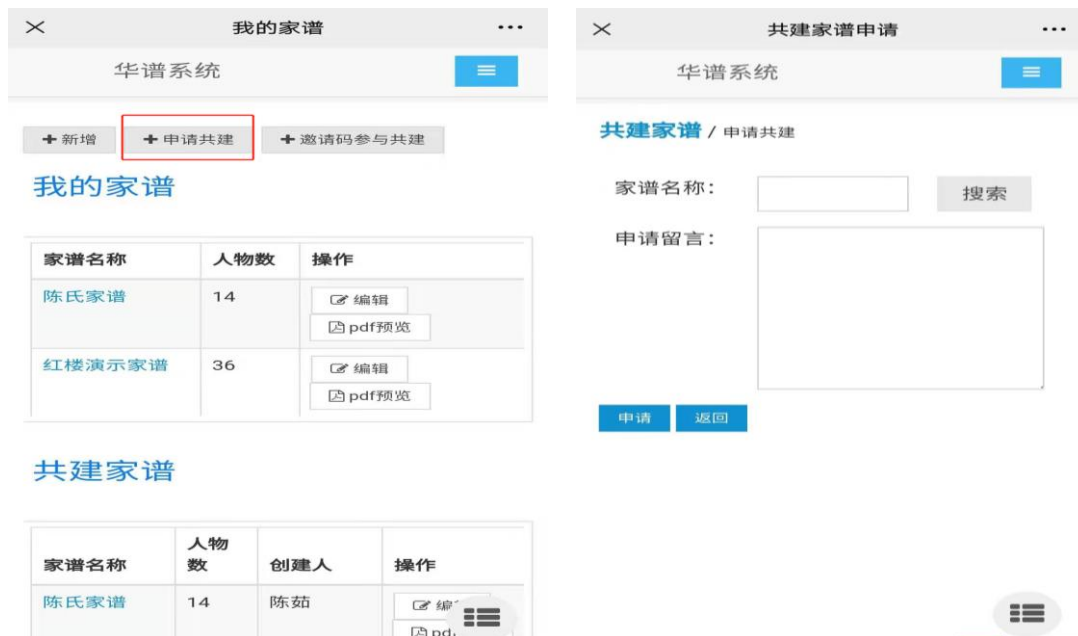 我的家谱
华谱系统
新增 申请共建 邀请码参与共建
我的家谱
家谱名称 人物数 操作
陈氏家谱 14 编辑
pdf预览
红楼演示家谱 36 编辑
pdf预览
共建家谱
家谱名称 人物数 创建人 操作
陈氏家谱 14 陈茹
共建家谱申请
华谱系统
共建家谱 / 申请共建
家谱名称： 搜索
申请留言：
申请 返回